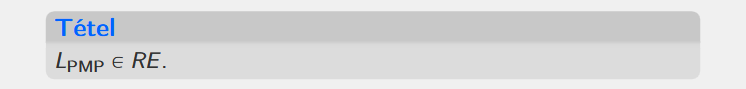 Tétel
L_PMP ∈ RE.